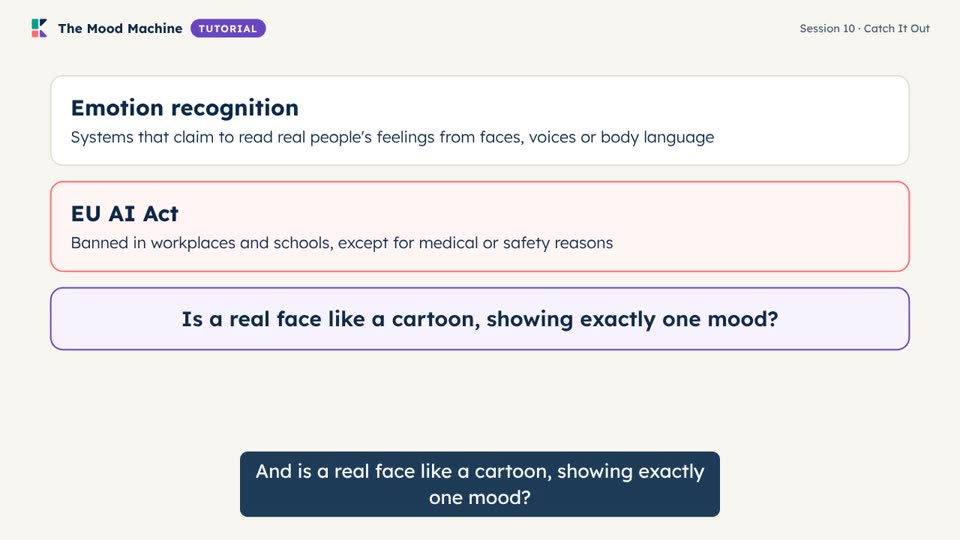 The Mood Machine TUTORIAL
Session 10 · Catch It Out
Emotion recognition
Systems that claim to read real people's feelings from faces, voices or body language
EU AI Act
Banned in workplaces and schools, except for medical or safety reasons
Is a real face like a cartoon, showing exactly one mood?
And is a real face like a cartoon, showing exactly
one mood?